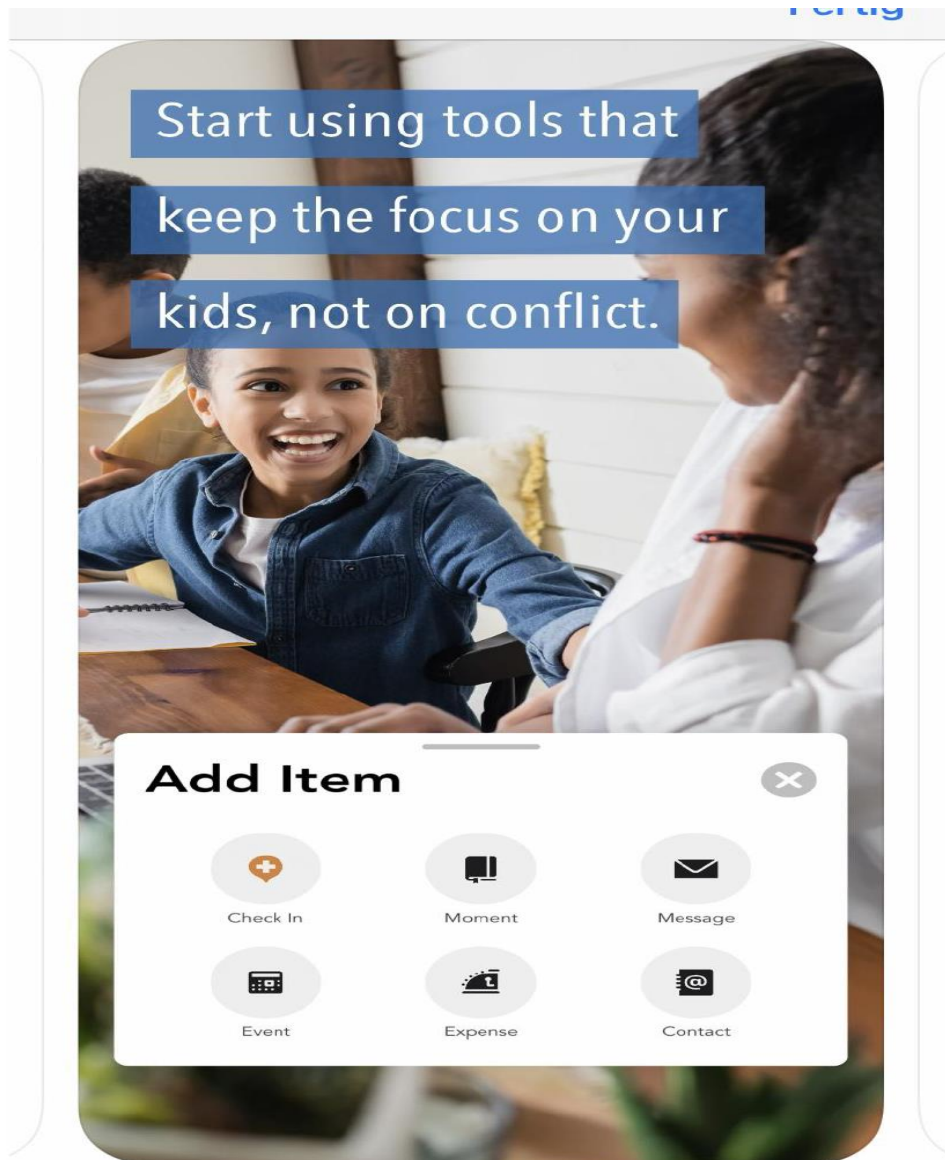 Fertig
Start using tools that
keep the focus on your
kids, not on conflict.
Add Item
Check In
Moment
Message
Event
Expense
Contact